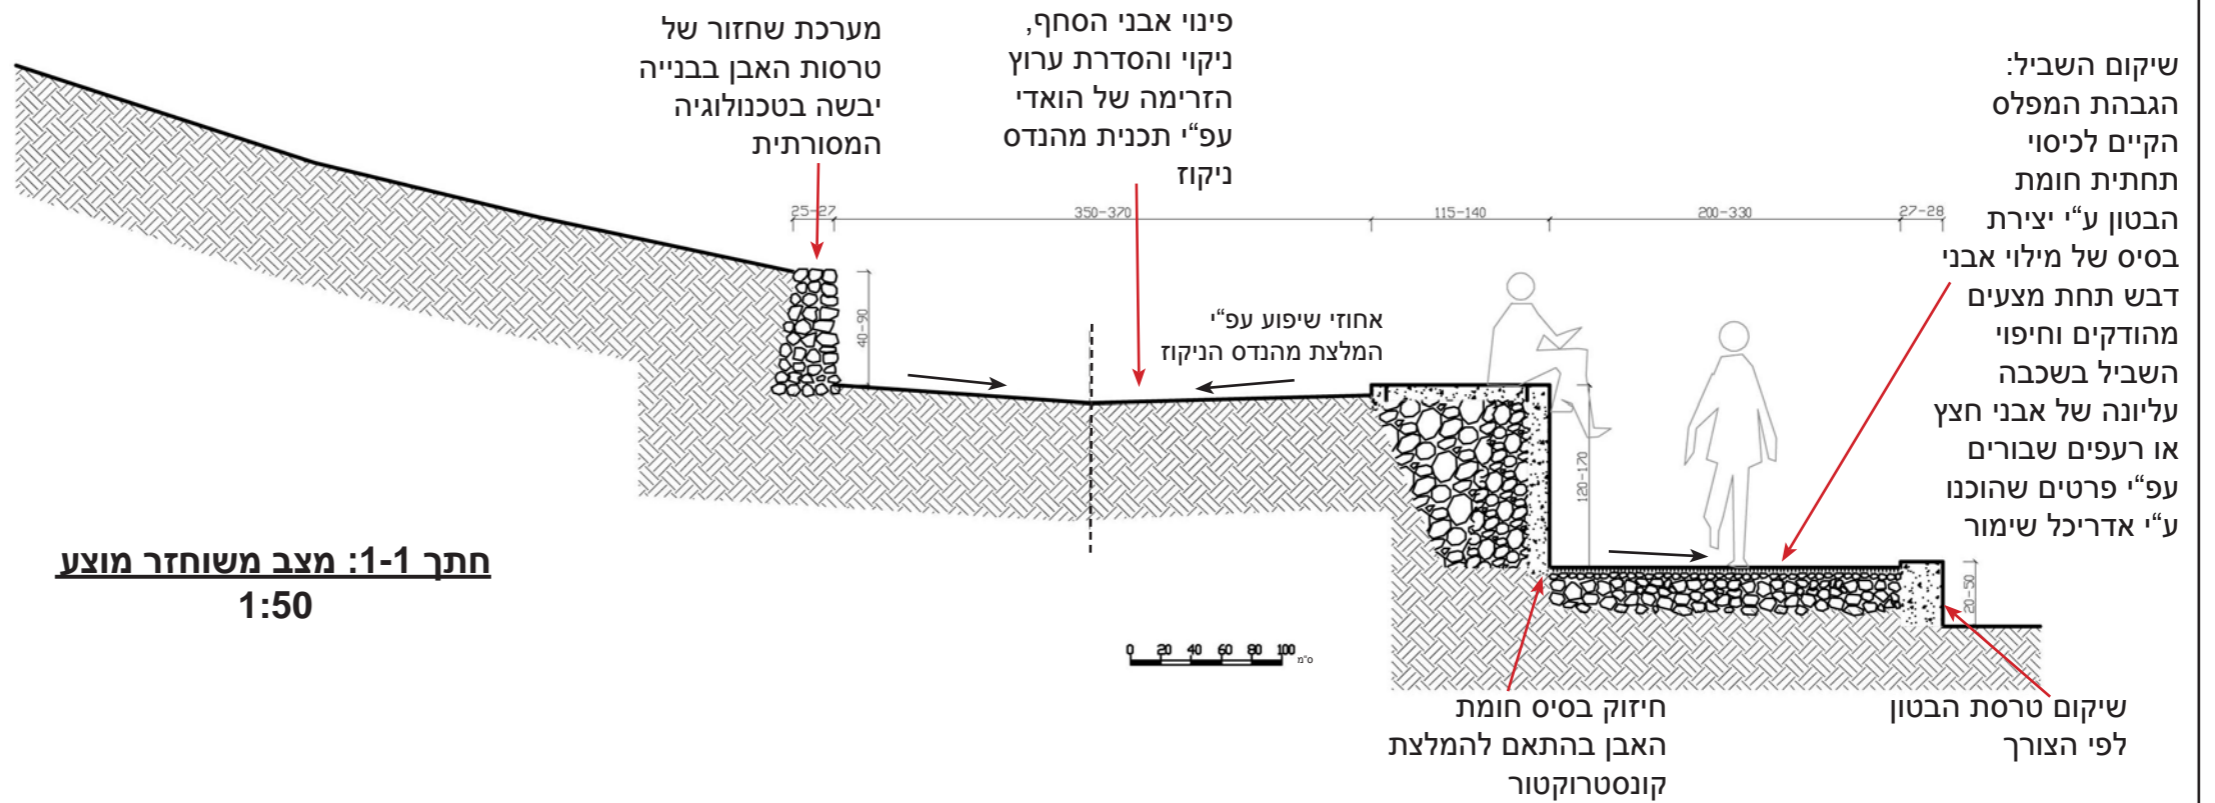 מערכת שחזור של
טרסות האבן בבנייה
יבשה בטכנולוגיה
המסורתית
פינוי אבני הסחף,
ניקוי והסדרת ערוץ
הזרימה של הואדי
עפ"י תכנית מהנדס
ניקוז
שיקום השביל:
הגבהת המפלס
הקיים לכיסוי
תחתית חומת
הבטון ע"י יצירת
בסיס של מילוי אבני
דבש תחת מצעים
מהודקים וחיפוי
השביל בשכבה
עליונה של אבני חצץ
או רעפים שבורים
עפ"י פרטים שהוכנו
ע"י אדריכל שימור
25-27
350-370
115-140
200-330
27-28
40-90
אחוזי שיפוע עפ"י
המלצת מהנדס הניקוז
120-170
20-50
חתך 1-1: מצב משוחזר מוצע
1:50
0 20 40 60 80 100 ס"מ
חיזוק בסיס חומת
האבן בהתאם להמלצת
קונסטרוקטור
שיקום טרסת הבטון
לפי הצורך